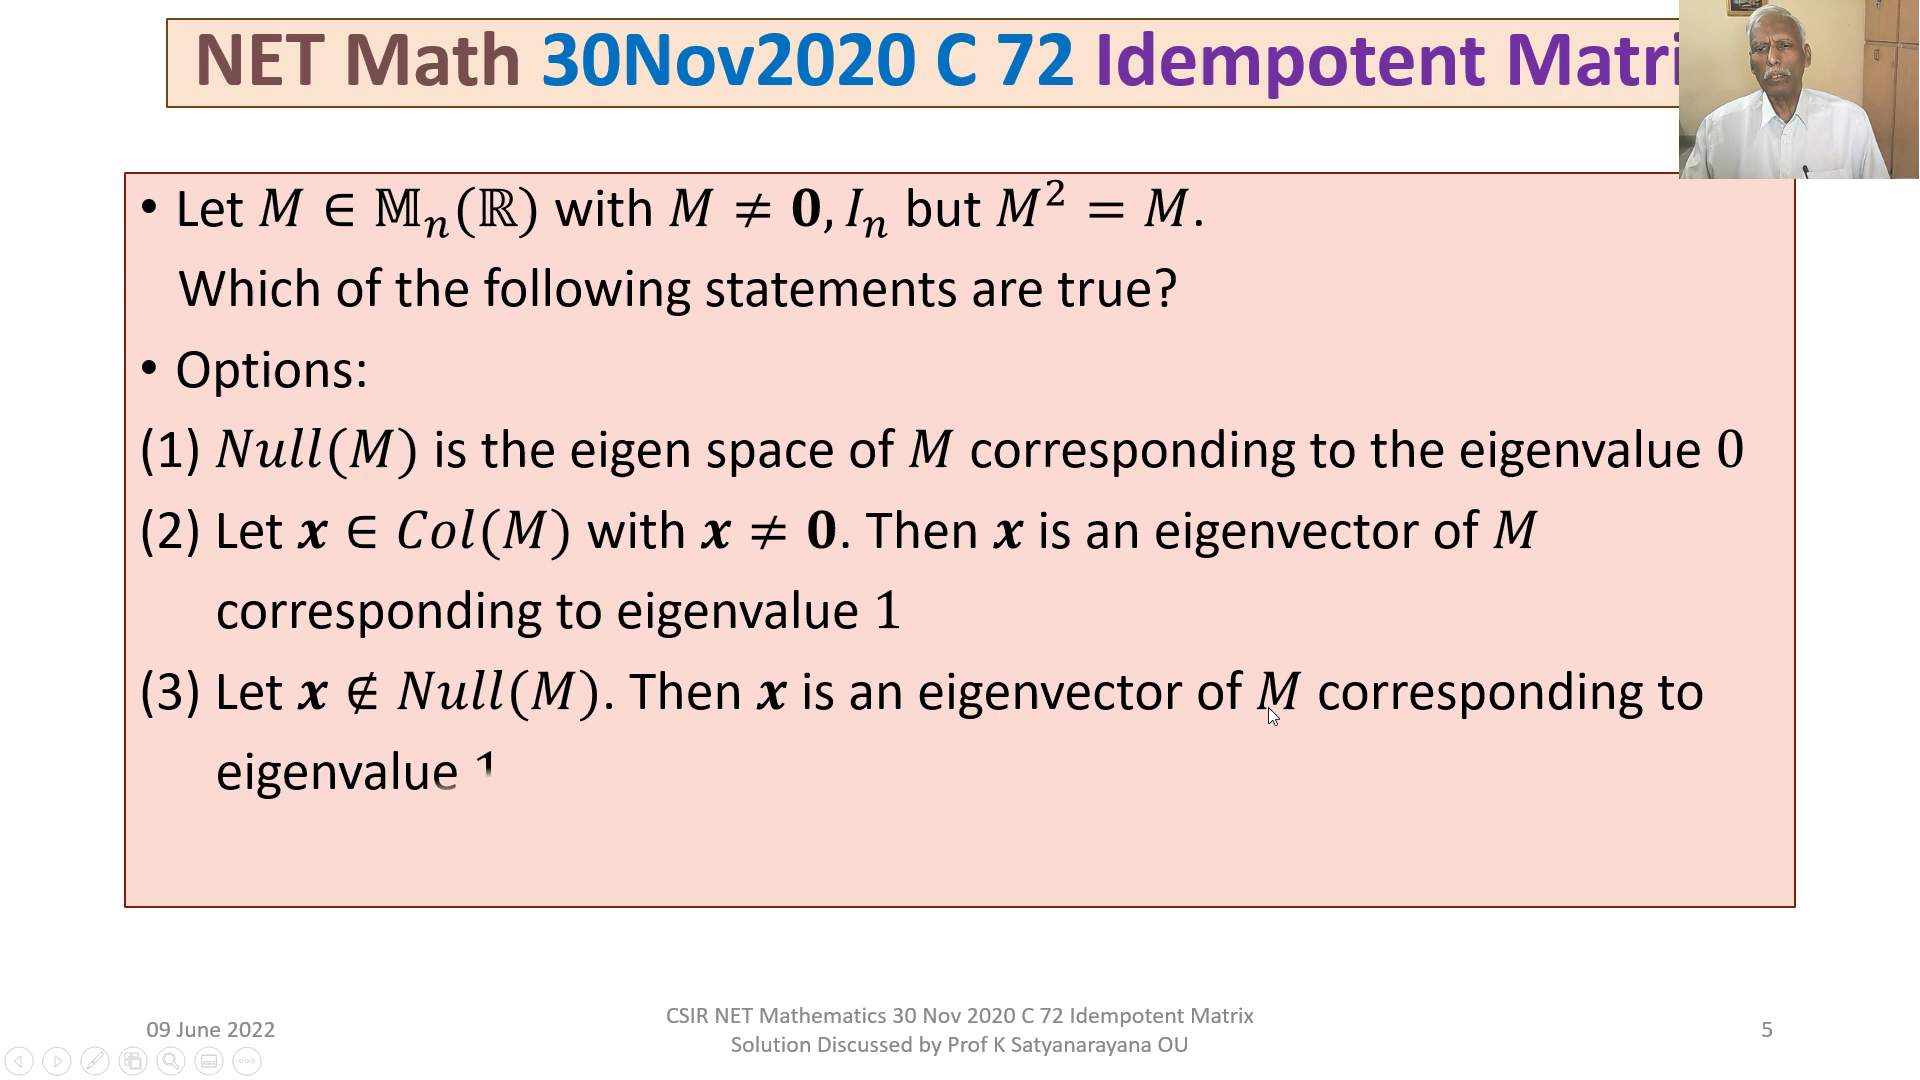 NET Math 30Nov2020 C 72 Idempotent Matri
• Let 𝑀 ∈ 𝕄ₙ(ℝ) with 𝑀 ≠ 𝟎, 𝐼ₙ but 𝑀² = 𝑀.
Which of the following statements are true?
• Options:
(1) 𝑁𝑢𝑙𝑙(𝑀) is the eigen space of 𝑀 corresponding to the eigenvalue 0
(2) Let 𝒙 ∈ 𝐶𝑜𝑙(𝑀) with 𝒙 ≠ 𝟎. Then 𝒙 is an eigenvector of 𝑀
corresponding to eigenvalue 1
(3) Let 𝒙 ∉ 𝑁𝑢𝑙𝑙(𝑀). Then 𝒙 is an eigenvector of 𝑀 corresponding to
eigenvalue 1
09 June 2022
CSIR NET Mathematics 30 Nov 2020 C 72 Idempotent Matrix
Solution Discussed by Prof K Satyanarayana OU
5